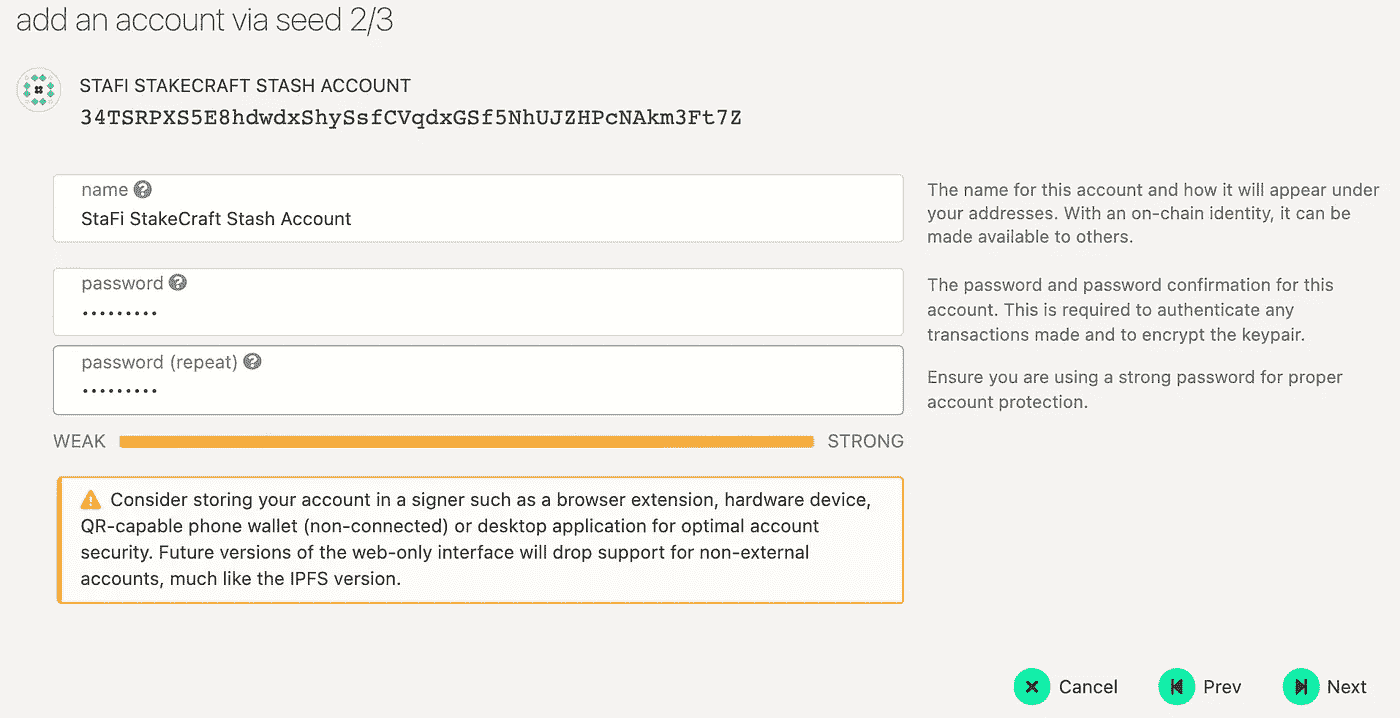 add an account via seed 2/3
STAFI STAKECRAFT STASH ACCOUNT
34TSRPXS5E8hdwdxShySsfCVqdxGSf5NhUJZHPcNAkm3Ft7Z
name
StaFi StakeCraft Stash Account
The name for this account and how it will appear under
your addresses. With an on-chain identity, it can be
made available to others.
password
•••••••••
The password and password confirmation for this
account. This is required to authenticate any
transactions made and to encrypt the keypair.
password (repeat)
•••••••••
Ensure you are using a strong password for proper
account protection.
WEAK STRONG
Consider storing your account in a signer such as a browser extension, hardware device,
QR-capable phone wallet (non-connected) or desktop application for optimal account
security. Future versions of the web-only interface will drop support for non-external
accounts, much like the IPFS version.
Cancel Prev Next